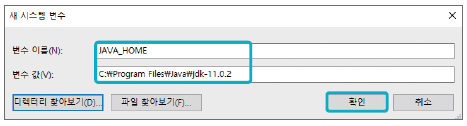 새 시스템 변수
변수 이름(N):
JAVA_HOME
변수 값(V):
C:₩Program Files₩Java₩jdk-11.0.2
디렉터리 찾아보기(D)...
파일 찾아보기(F)...
확인
취소